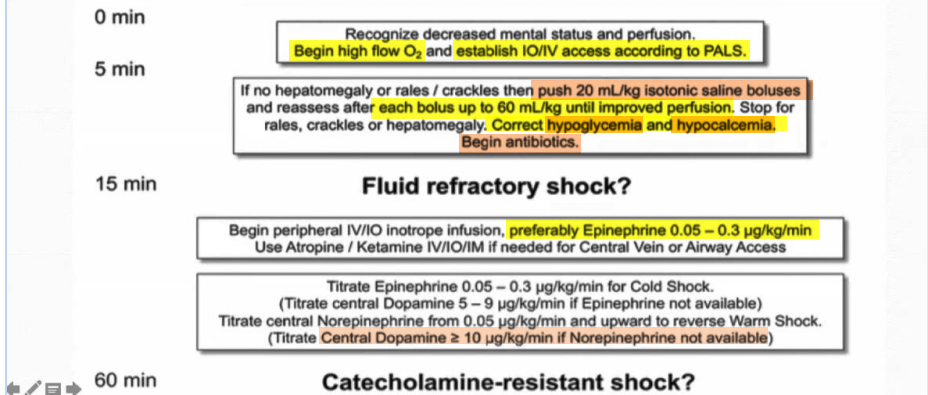 0 min
Recognize decreased mental status and perfusion.
Begin high flow O₂ and establish IO/IV access according to PALS.
5 min
If no hepatomegaly or rales / crackles then push 20 mL/kg isotonic saline boluses
and reassess after each bolus up to 60 mL/kg until improved perfusion. Stop for
rales, crackles or hepatomegaly. Correct hypoglycemia and hypocalcemia.
Begin antibiotics.
15 min
Fluid refractory shock?
Begin peripheral IV/IO inotrope infusion, preferably Epinephrine 0.05 – 0.3 µg/kg/min
Use Atropine / Ketamine IV/IO/IM if needed for Central Vein or Airway Access
Titrate Epinephrine 0.05 – 0.3 µg/kg/min for Cold Shock.
(Titrate central Dopamine 5 – 9 µg/kg/min if Epinephrine not available)
Titrate central Norepinephrine from 0.05 µg/kg/min and upward to reverse Warm Shock.
(Titrate Central Dopamine ≥ 10 µg/kg/min if Norepinephrine not available)
60 min
Catecholamine-resistant shock?